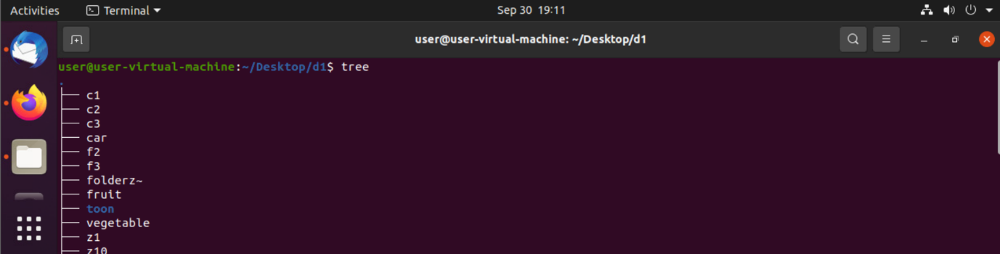 Activities Terminal Sep 30 19:11
user@user-virtual-machine: ~/Desktop/d1
user@user-virtual-machine:~/Desktop/d1$ tree
.
├── c1
├── c2
├── c3
├── car
├── f2
├── f3
├── folderz~
├── fruit
├── toon
├── vegetable
├── z1
├── z10